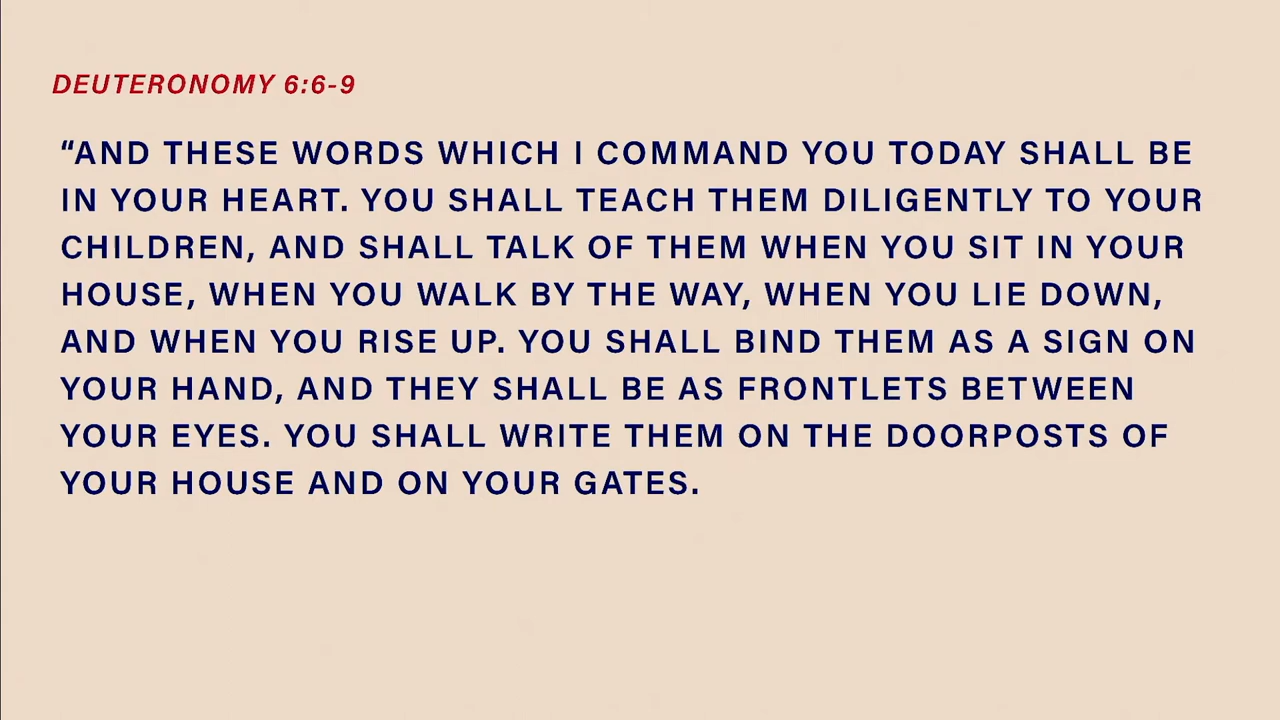 DEUTERONOMY 6:6-9
“AND THESE WORDS WHICH I COMMAND YOU TODAY SHALL BE
IN YOUR HEART. YOU SHALL TEACH THEM DILIGENTLY TO YOUR
CHILDREN, AND SHALL TALK OF THEM WHEN YOU SIT IN YOUR
HOUSE, WHEN YOU WALK BY THE WAY, WHEN YOU LIE DOWN,
AND WHEN YOU RISE UP. YOU SHALL BIND THEM AS A SIGN ON
YOUR HAND, AND THEY SHALL BE AS FRONTLETS BETWEEN
YOUR EYES. YOU SHALL WRITE THEM ON THE DOORPOSTS OF
YOUR HOUSE AND ON YOUR GATES.